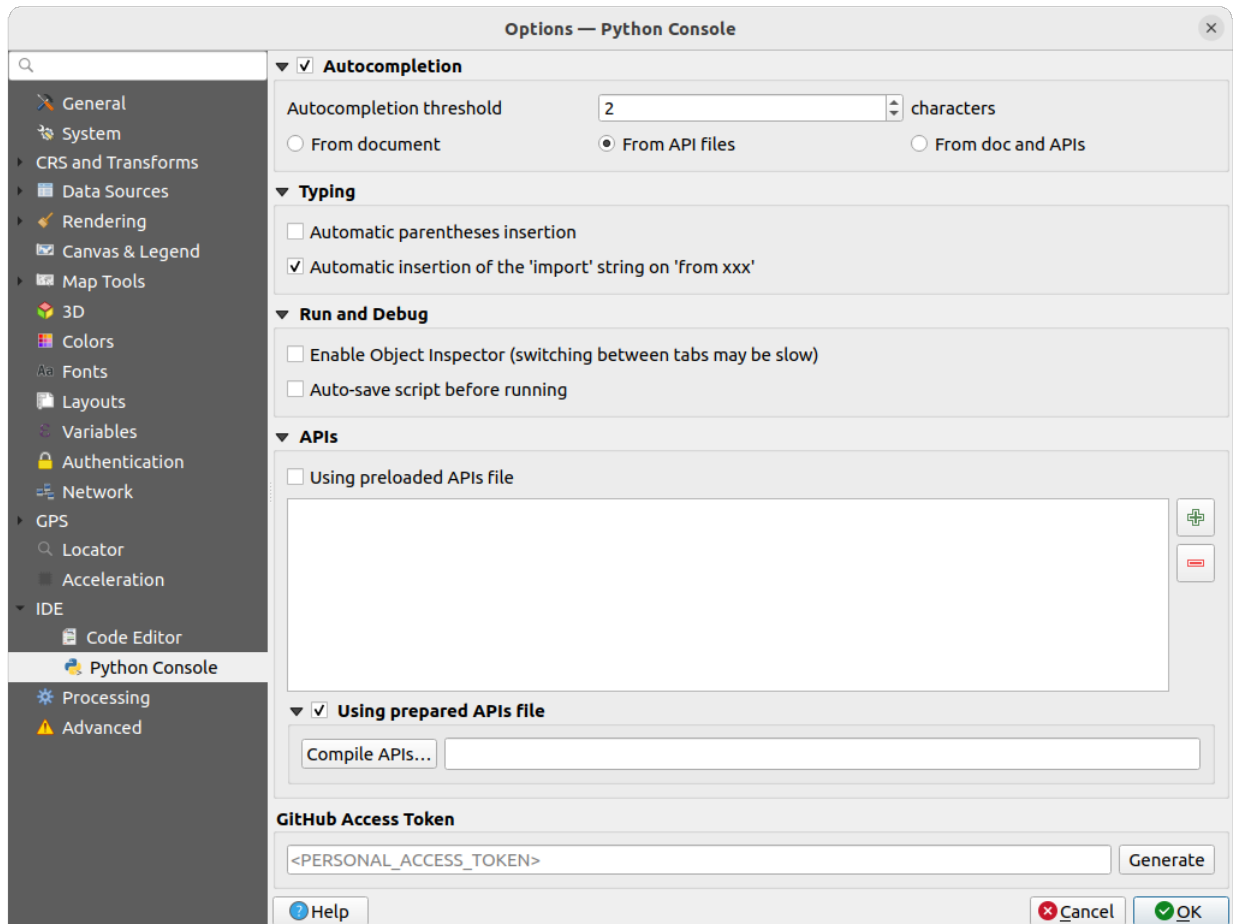 Options — Python Console
General
System
CRS and Transforms
Data Sources
Rendering
Canvas & Legend
Map Tools
3D
Colors
Aa Fonts
Layouts
ε Variables
Authentication
Network
GPS
Locator
Acceleration
IDE
Code Editor
Python Console
Processing
Advanced
Autocompletion
Autocompletion threshold 2 characters
From document From API files From doc and APIs
Typing
Automatic parentheses insertion
Automatic insertion of the 'import' string on 'from xxx'
Run and Debug
Enable Object Inspector (switching between tabs may be slow)
Auto-save script before running
APIs
Using preloaded APIs file
Using prepared APIs file
Compile APIs...
GitHub Access Token
<PERSONAL_ACCESS_TOKEN> Generate
Help Cancel OK